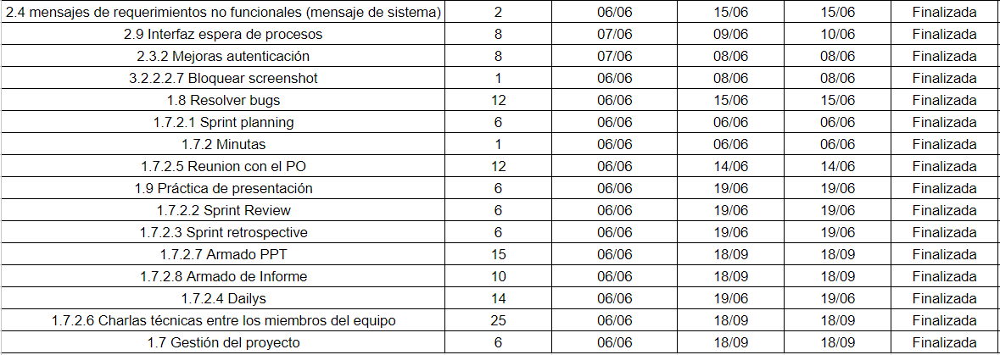 2.4 mensajes de requerimientos no funcionales (mensaje de sistema) 2 06/06 15/06 15/06 Finalizada
2.9 Interfaz espera de procesos 8 07/06 09/06 10/06 Finalizada
2.3.2 Mejoras autenticación 8 07/06 08/06 08/06 Finalizada
3.2.2.2.7 Bloquear screenshot 1 06/06 08/06 08/06 Finalizada
1.8 Resolver bugs 12 06/06 15/06 15/06 Finalizada
1.7.2.1 Sprint planning 6 06/06 06/06 06/06 Finalizada
1.7.2 Minutas 1 06/06 06/06 06/06 Finalizada
1.7.2.5 Reunion con el PO 12 06/06 14/06 14/06 Finalizada
1.9 Práctica de presentación 6 06/06 19/06 19/06 Finalizada
1.7.2.2 Sprint Review 6 06/06 19/06 19/06 Finalizada
1.7.2.3 Sprint retrospective 6 06/06 19/06 19/06 Finalizada
1.7.2.7 Armado PPT 15 06/06 18/09 18/09 Finalizada
1.7.2.8 Armado de Informe 10 06/06 18/09 18/09 Finalizada
1.7.2.4 Dailys 14 06/06 19/06 19/06 Finalizada
1.7.2.6 Charlas técnicas entre los miembros del equipo 25 06/06 18/09 18/09 Finalizada
1.7 Gestión del proyecto 6 06/06 18/09 18/09 Finalizada